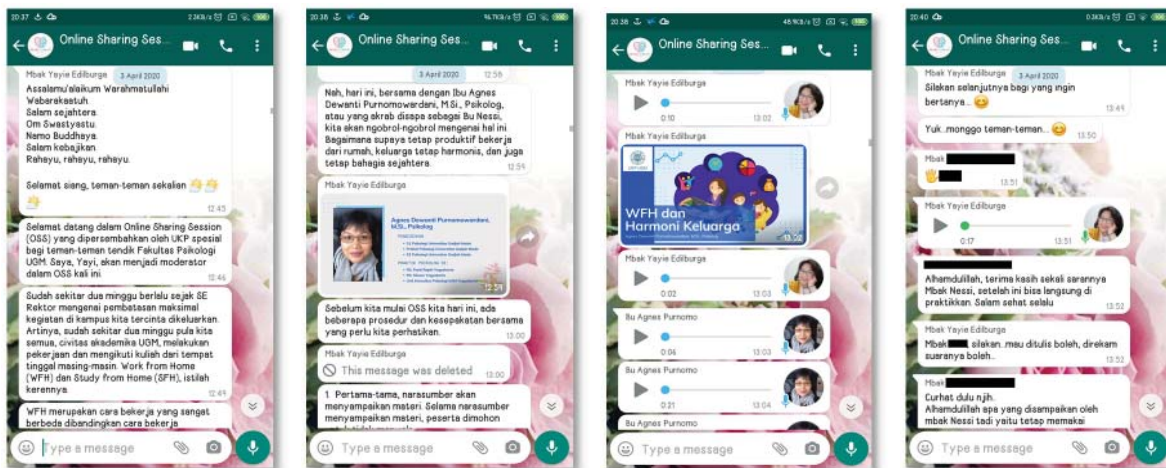 20:37
Online Sharing Ses...
Mbak Yayie Edilburga
3 April 2020
Assalamu'alaikum Warahmatullahi
Wabarakaatuh.
Salam sejahtera.
Om Swastyastu.
Namo Buddhaya.
Salam kebajikan.
Rahayu, rahayu, rahayu.
Selamat siang, teman-teman sekalian
12:45
Selamat datang dalam Online Sharing Session
(OSS) yang dipersembahkan oleh UKP spesial
bagi teman-teman tendik Fakultas Psikologi
UGM. Saya, Yayi, akan menjadi moderator
dalam OSS kali ini.
12:46
Sudah sekitar dua minggu berlalu sejak SE
Rektor mengenai pembatasan maksimal
kegiatan di kampus kita tercinta dikeluarkan.
Artinya, sudah sekitar dua minggu pula kita
semua, civitas akademika UGM, melakukan
pekerjaan dan mengikuti kuliah dari tempat
tinggal masing-masing. Work from Home
(WFH) dan Study from Home (SFH), istilah
kerennya.
12:49
WFH merupakan cara bekerja yang sangat
berbeda dibandingkan cara bekerja
Type a message
20:38
Online Sharing Ses...
3 April 2020
12:58
Nah, hari ini, bersama dengan Ibu Agnes
Dewanti Purnomowardani, M.Si., Psikolog,
atau yang akrab disapa sebagai Bu Nessi,
kita akan ngobrol-ngobrol mengenai hal ini.
Bagaimana supaya tetap produktif bekerja
dari rumah, keluarga tetap harmonis, dan juga
tetap bahagia sejahtera.
12:59
Mbak Yayie Edilburga
Agnes Dewanti Purnamawardani,
M.Si., Psikolog
12:59
Sebelum kita mulai OSS kita hari ini, ada
beberapa prosedur dan kesepakatan bersama
yang perlu kita perhatikan.
13:00
Mbak Yayie Edilburga
This message was deleted
13:00
1. Pertama-tama, narasumber akan
menyampaikan materi. Selama narasumber
menyampaikan materi, peserta dimohon
Type a message
20:38
Online Sharing Ses...
Mbak Yayie Edilburga
0:10
13:02
Mbak Yayie Edilburga
WFH dan
Harmoni Keluarga
13:02
Mbak Yayie Edilburga
0:02
13:03
Bu Agnes Purnomo
0:06
13:03
Bu Agnes Purnomo
0:21
13:04
Bu Agnes Purnomo
Type a message
20:40
Online Sharing Ses...
Mbak Yayie Edilburga
3 April 2020
Silakan selanjutnya bagi yang ingin
bertanya...
13:49
Yuk..monggo teman-teman...
13:50
Mbak
13:51
Mbak Yayie Edilburga
0:17
13:51
Alhamdulillah, terima kasih sekali sarannya
Mbak Nessi, setelah ini bisa langsung di
praktikkan. Salam sehat selalu
13:52
Mbak Yayie Edilburga
Mbak silakan..mau ditulis boleh, direkam
suaranya boleh..
13:52
Mbak
Curhat dulu njih.
Alhamdulillah apa yang disampaikan oleh
mbak Nessi tadi yaitu tetap memakai
Type a message